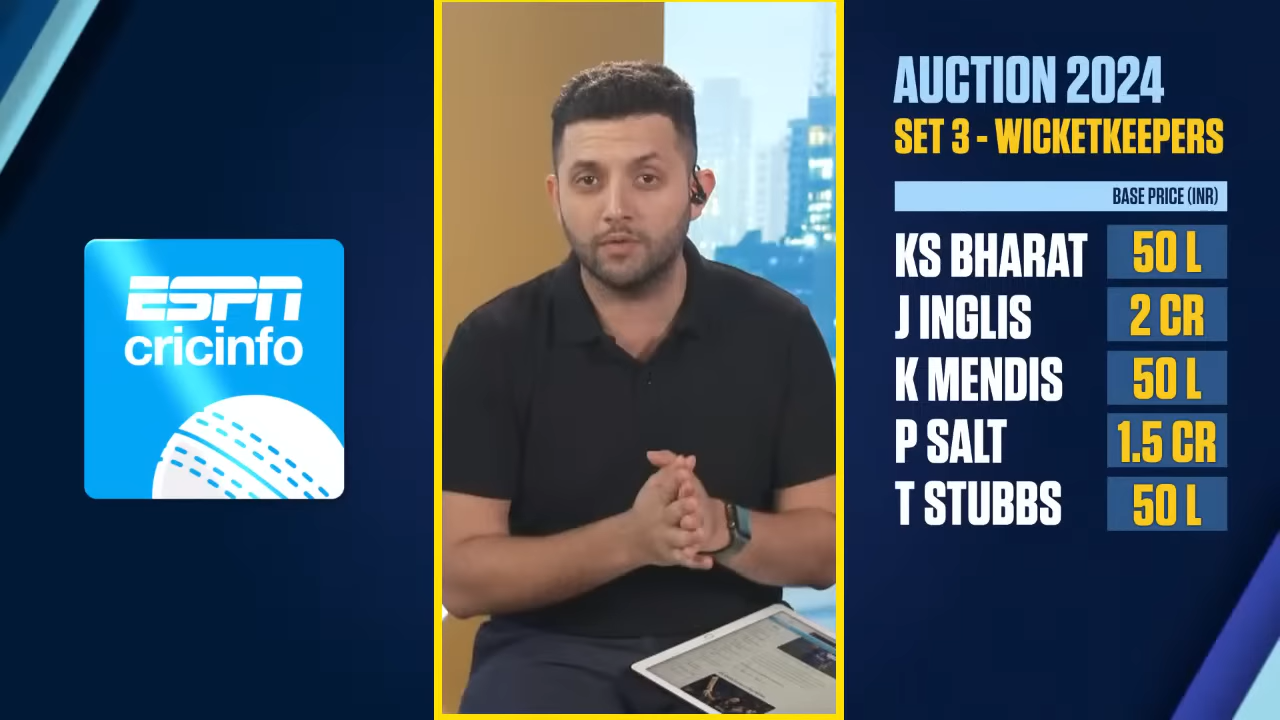 ESPN
cricinfo
AUCTION 2024
SET 3 - WICKETKEEPERS
BASE PRICE (INR)
KS BHARAT 50 L
J INGLIS 2 CR
K MENDIS 50 L
P SALT 1.5 CR
T STUBBS 50 L